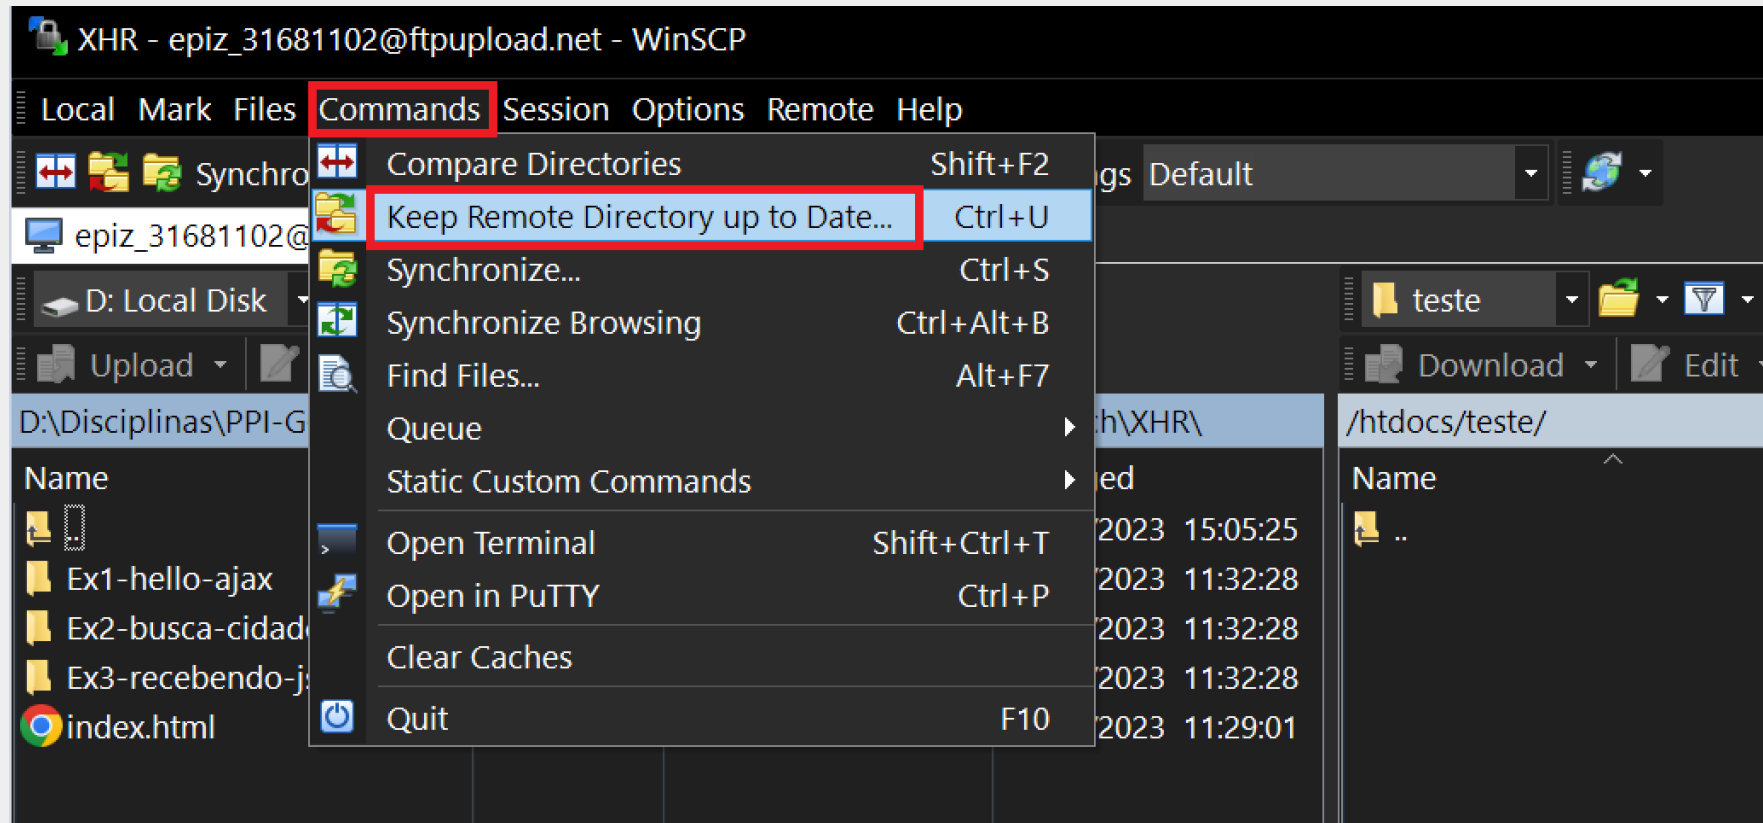 XHR - epiz_31681102@ftpupload.net - WinSCP
Local Mark Files Commands Session Options Remote Help
Synchro gs Default
Compare Directories Shift+F2
Keep Remote Directory up to Date... Ctrl+U
epiz_31681102@
Synchronize... Ctrl+S
D: Local Disk teste
Synchronize Browsing Ctrl+Alt+B
Upload Download Edit
Find Files... Alt+F7
D:\Disciplinas\PPI-G h\XHR\ /htdocs/teste/
Queue
Name ed Name
Static Custom Commands
.. /2023 15:05:25 ..
Open Terminal Shift+Ctrl+T
Ex1-hello-ajax /2023 11:32:28
Open in PuTTY Ctrl+P
Ex2-busca-cidad /2023 11:32:28
Clear Caches
Ex3-recebendo-j /2023 11:32:28
Quit F10
index.html /2023 11:29:01